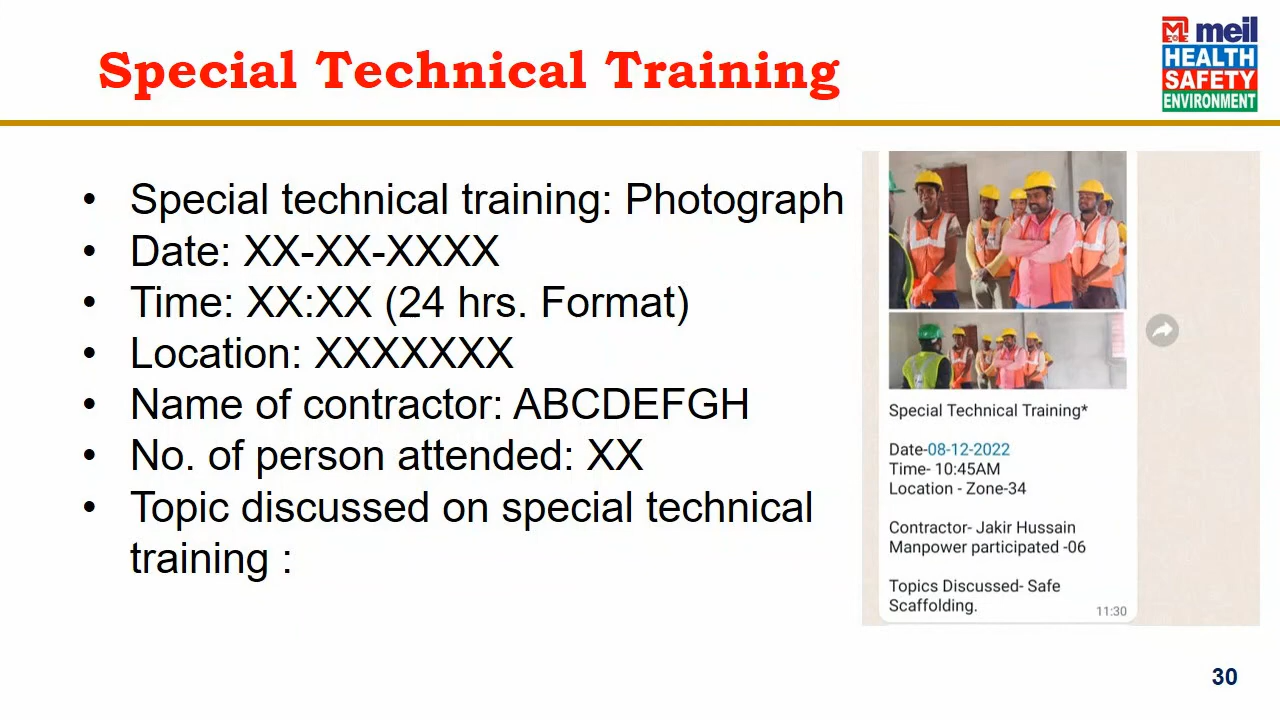 Special Technical Training
meil
HEALTH
SAFETY
ENVIRONMENT
• Special technical training: Photograph
• Date: XX-XX-XXXX
• Time: XX:XX (24 hrs. Format)
• Location: XXXXXXX
• Name of contractor: ABCDEFGH
• No. of person attended: XX
• Topic discussed on special technical
training :
Special Technical Training*
Date-08-12-2022
Time- 10:45AM
Location - Zone-34
Contractor- Jakir Hussain
Manpower participated -06
Topics Discussed- Safe
Scaffolding.
11:30
30